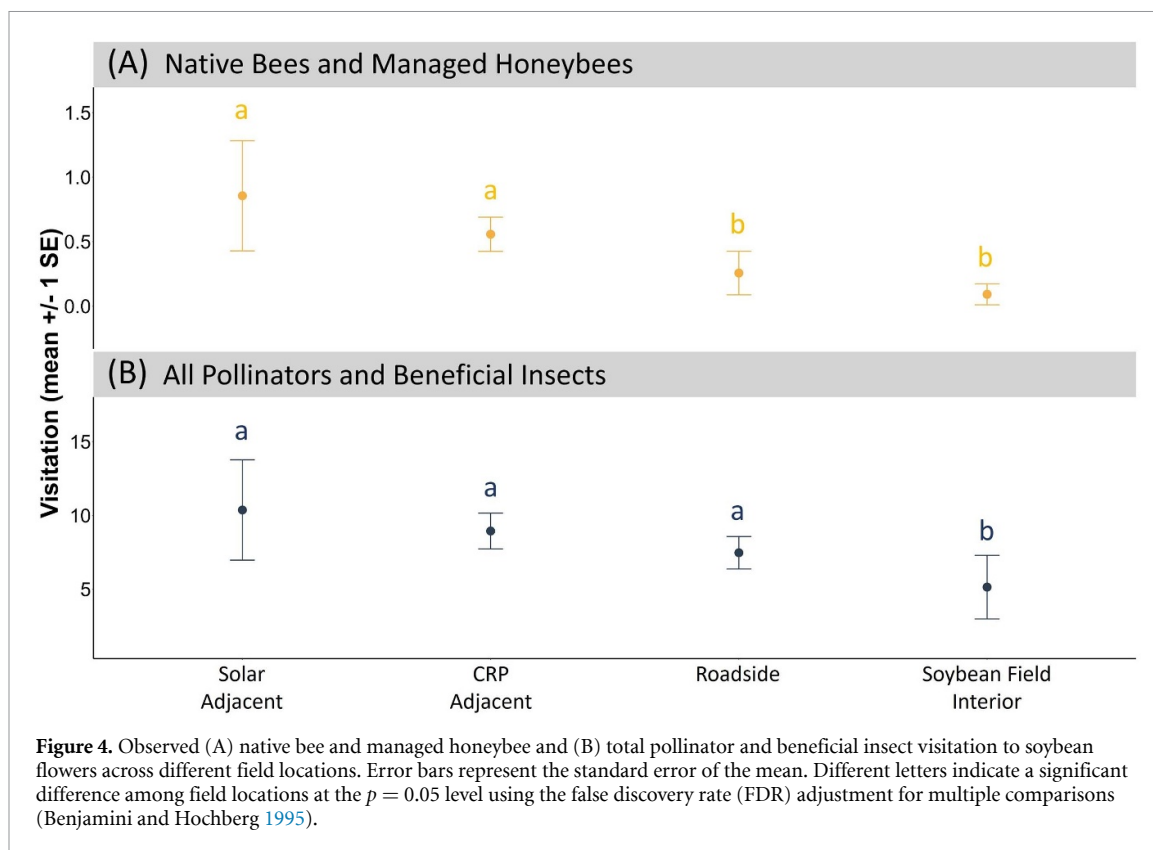 (A) Native Bees and Managed Honeybees
Visitation (mean +/- 1 SE)
1.5
1.0
0.5
0.0
a
a
b
b
(B) All Pollinators and Beneficial Insects
15
10
5
a
a
a
b
Solar
Adjacent
CRP
Adjacent
Roadside
Soybean Field
Interior
Figure 4. Observed (A) native bee and managed honeybee and (B) total pollinator and beneficial insect visitation to soybean
flowers across different field locations. Error bars represent the standard error of the mean. Different letters indicate a significant
difference among field locations at the p = 0.05 level using the false discovery rate (FDR) adjustment for multiple comparisons
(Benjamini and Hochberg 1995).